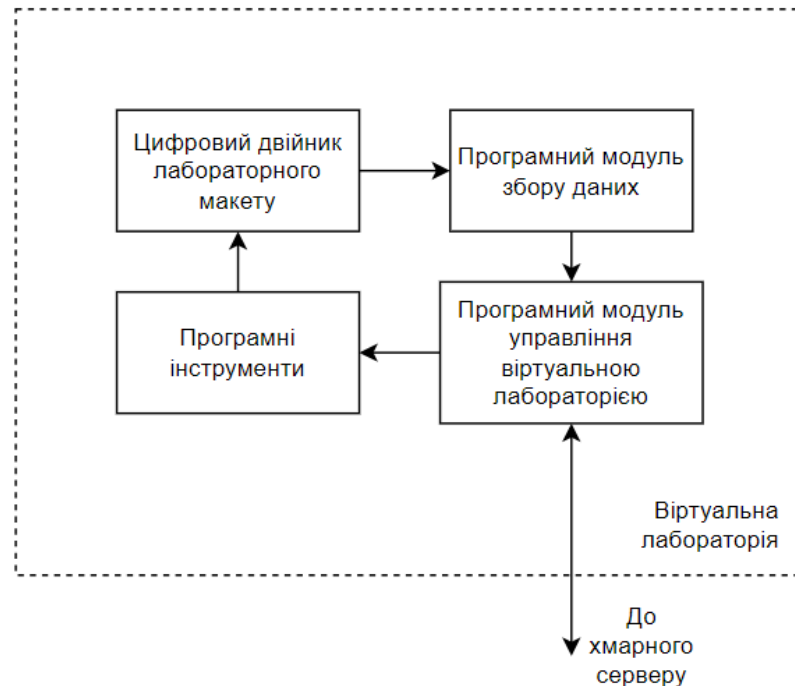 Цифровий двійник
лабораторного
макету
Програмний модуль
збору даних
Програмні
інструменти
Програмний модуль
управління
віртуальною
лабораторією
Віртуальна
лабораторія
До
хмарного
серверу